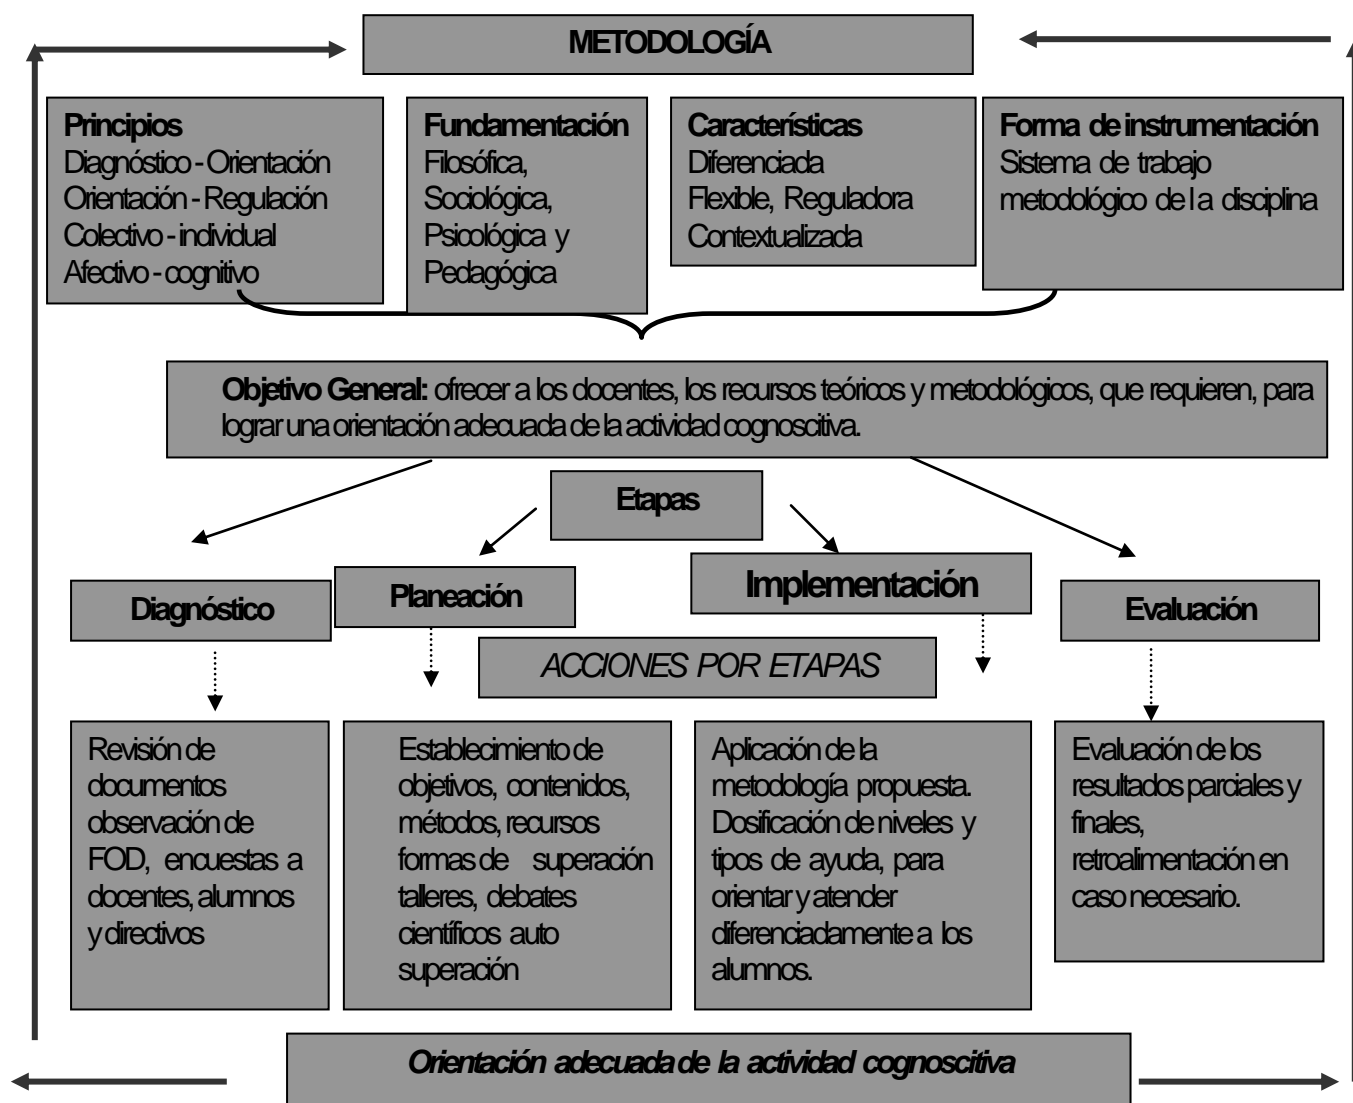 METODOLOGÍA
Principios
Diagnóstico - Orientación
Orientación - Regulación
Colectivo - individual
Afectivo - cognitivo
Fundamentación
Filosófica,
Sociológica,
Psicológica y
Pedagógica
Características
Diferenciada
Flexible, Reguladora
Contextualizada
Forma de instrumentación
Sistema de trabajo
metodológico de la disciplina
Objetivo General: ofrecer a los docentes, los recursos teóricos y metodológicos, que requieren, para
lograr una orientación adecuada de la actividad cognoscitiva.
Etapas
Diagnóstico
Planeación
Implementación
Evaluación
ACCIONES POR ETAPAS
Revisión de
documentos
observación de
FOD, encuestas a
docentes, alumnos
y directivos
Establecimiento de
objetivos, contenidos,
métodos, recursos
formas de superación
talleres, debates
científicos auto
superación
Aplicación de la
metodología propuesta.
Dosificación de niveles y
tipos de ayuda, para
orientar y atender
diferenciadamente a los
alumnos.
Evaluación de los
resultados parciales y
finales,
retroalimentación en
caso necesario.
Orientación adecuada de la actividad cognoscitiva